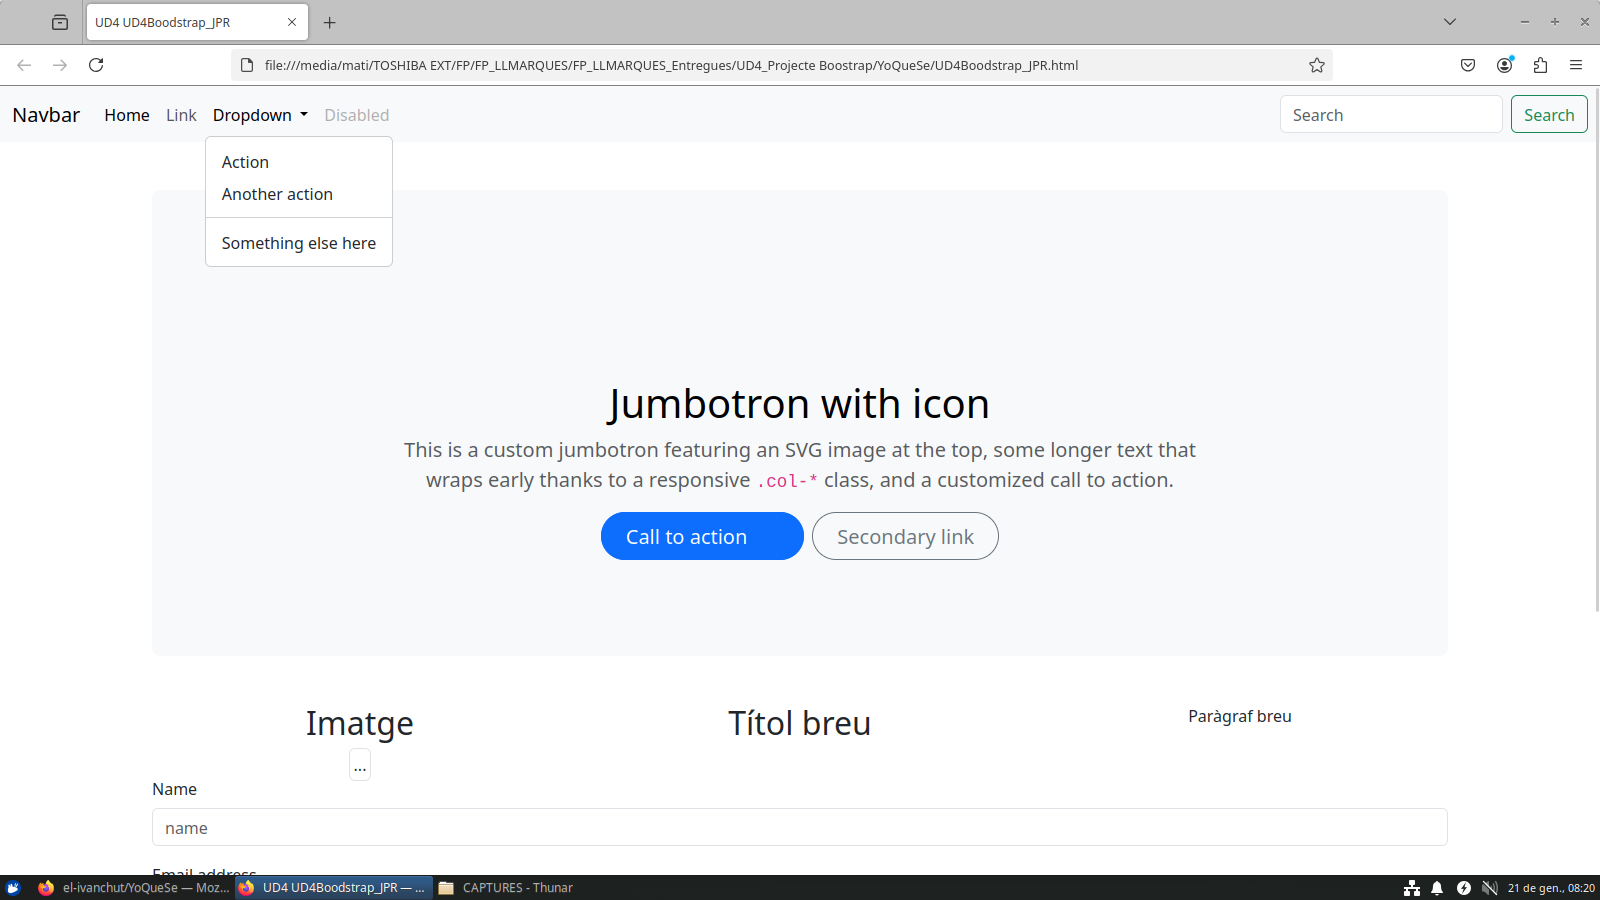 UD4 UD4Boodstrap_JPR
file:///media/mati/TOSHIBA EXT/FP/FP_LLMARQUES/FP_LLMARQUES_Entregues/UD4_Projecte Boostrap/YoQueSe/UD4Boodstrap_JPR.html
Navbar Home Link Dropdown Disabled Search Search
Action
Another action
Something else here
Jumbotron with icon
This is a custom jumbotron featuring an SVG image at the top, some longer text that
wraps early thanks to a responsive .col-* class, and a customized call to action.
Call to action Secondary link
Imatge Títol breu Paràgraf breu
...
Name
name
Email address
el-ivanchut/YoQueSe — Moz... UD4 UD4Boodstrap_JPR — ... CAPTURES - Thunar 21 de gen., 08:20